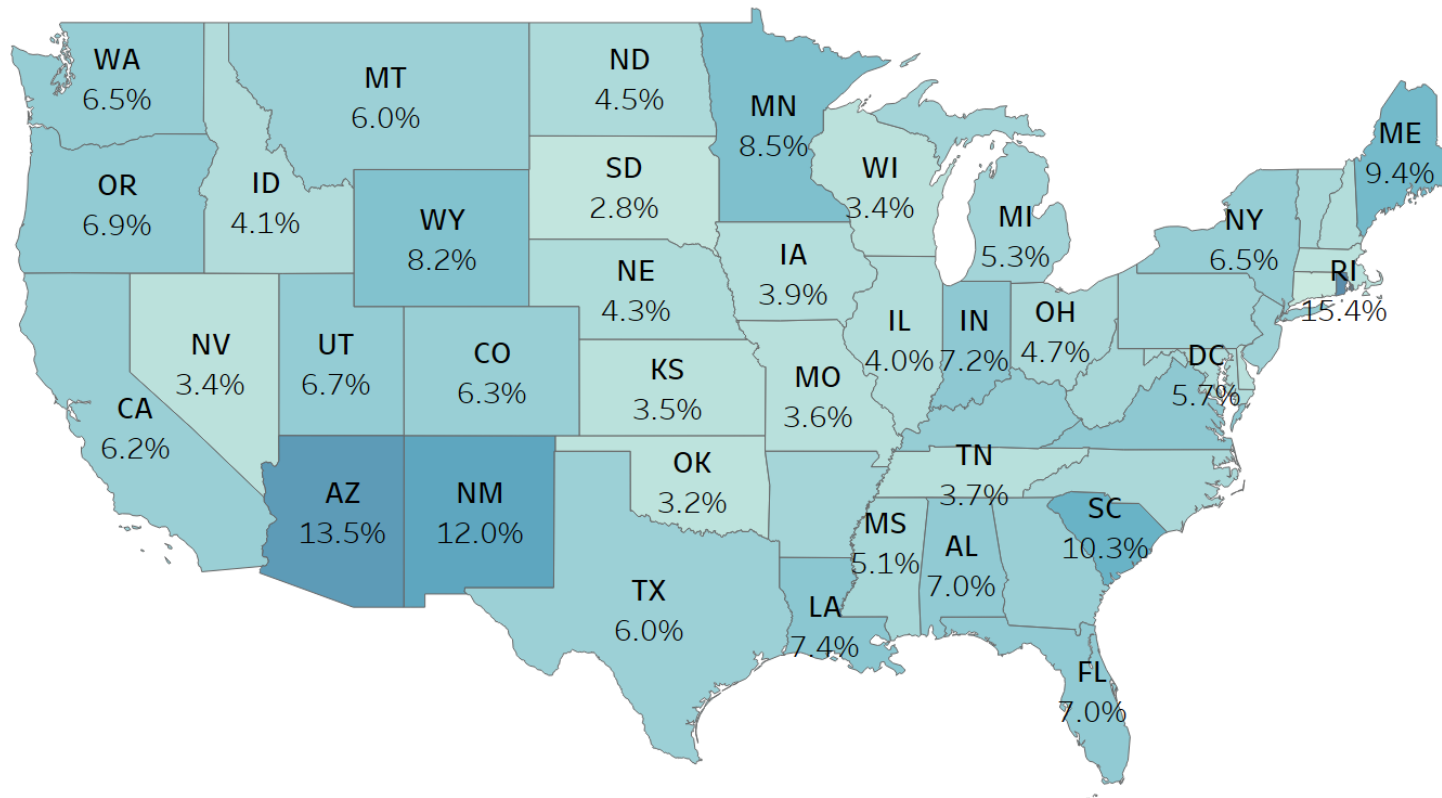 WA
6.5%
MT
6.0%
ND
4.5%
MN
8.5%
ME
9.4%
OR
6.9%
ID
4.1%
WY
8.2%
SD
2.8%
WI
3.4%
MI
5.3%
NY
6.5%
NE
4.3%
IA
3.9%
RI
15.4%
NV
3.4%
UT
6.7%
CO
6.3%
KS
3.5%
MO
3.6%
IL
4.0%
IN
7.2%
OH
4.7%
DC
5.7%
CA
6.2%
AZ
13.5%
NM
12.0%
OK
3.2%
TN
3.7%
MS
5.1%
AL
7.0%
SC
10.3%
TX
6.0%
LA
7.4%
FL
7.0%